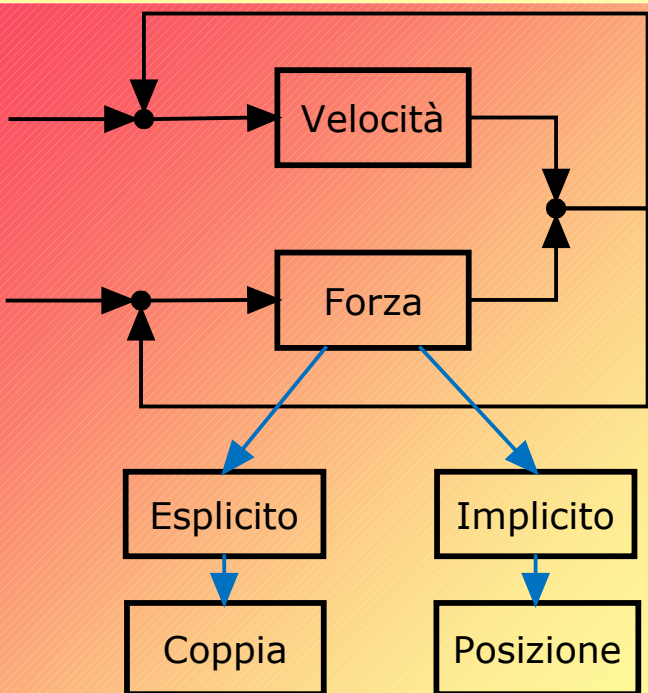 Velocità
Forza
Esplicito
Implicito
Coppia
Posizione